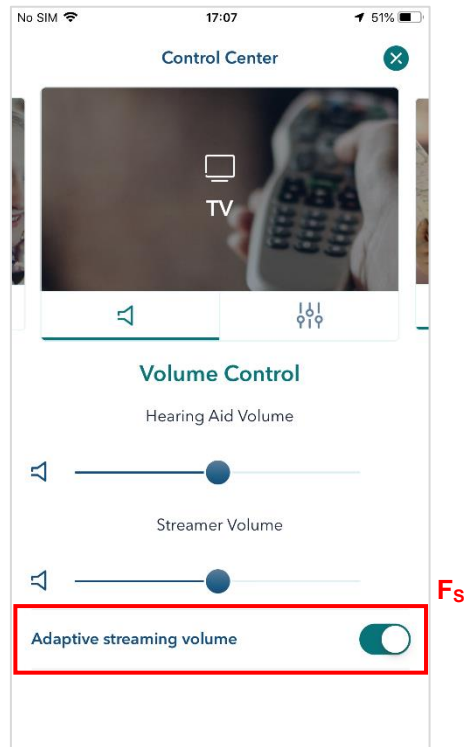 No SIM 17:07 51%
Control Center
TV
Volume Control
Hearing Aid Volume
Streamer Volume
Fs
Adaptive streaming volume